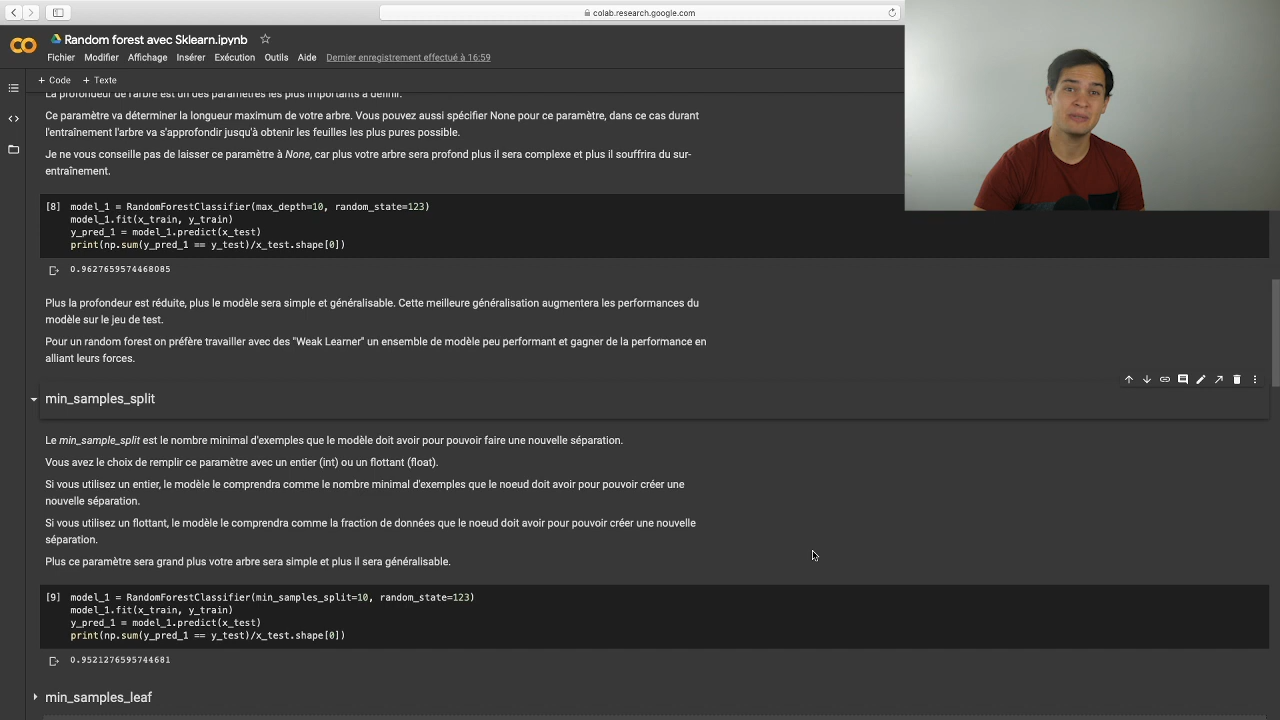 colab.research.google.com
Random forest avec Sklearn.ipynb
Fichier Modifier Affichage Insérer Exécution Outils Aide Dernier enregistrement effectué à 16:59
+ Code + Texte
La profondeur de l'arbre est un des paramètres les plus importants à définir.
Ce paramètre va déterminer la longueur maximum de votre arbre. Vous pouvez aussi spécifier None pour ce paramètre, dans ce cas durant
l'entraînement l'arbre va s'approfondir jusqu'à obtenir les feuilles les plus pures possible.
Je ne vous conseille pas de laisser ce paramètre à None, car plus votre arbre sera profond plus il sera complexe et plus il souffrira du sur-
entraînement.
[8] model_1 = RandomForestClassifier(max_depth=10, random_state=123)
model_1.fit(x_train, y_train)
y_pred_1 = model_1.predict(x_test)
print(np.sum(y_pred_1 == y_test)/x_test.shape[0])
0.9627659574468085
Plus la profondeur est réduite, plus le modèle sera simple et généralisable. Cette meilleure généralisation augmentera les performances du
modèle sur le jeu de test.
Pour un random forest on préfère travailler avec des "Weak Learner" un ensemble de modèle peu performant et gagner de la performance en
alliant leurs forces.
min_samples_split
Le min_sample_split est le nombre minimal d'exemples que le modèle doit avoir pour pouvoir faire une nouvelle séparation.
Vous avez le choix de remplir ce paramètre avec un entier (int) ou un flottant (float).
Si vous utilisez un entier, le modèle le comprendra comme le nombre minimal d'exemples que le noeud doit avoir pour pouvoir créer une
nouvelle séparation.
Si vous utilisez un flottant, le modèle le comprendra comme la fraction de données que le noeud doit avoir pour pouvoir créer une nouvelle
séparation.
Plus ce paramètre sera grand plus votre arbre sera simple et plus il sera généralisable.
[9] model_1 = RandomForestClassifier(min_samples_split=10, random_state=123)
model_1.fit(x_train, y_train)
y_pred_1 = model_1.predict(x_test)
print(np.sum(y_pred_1 == y_test)/x_test.shape[0])
0.9521276595744681
min_samples_leaf